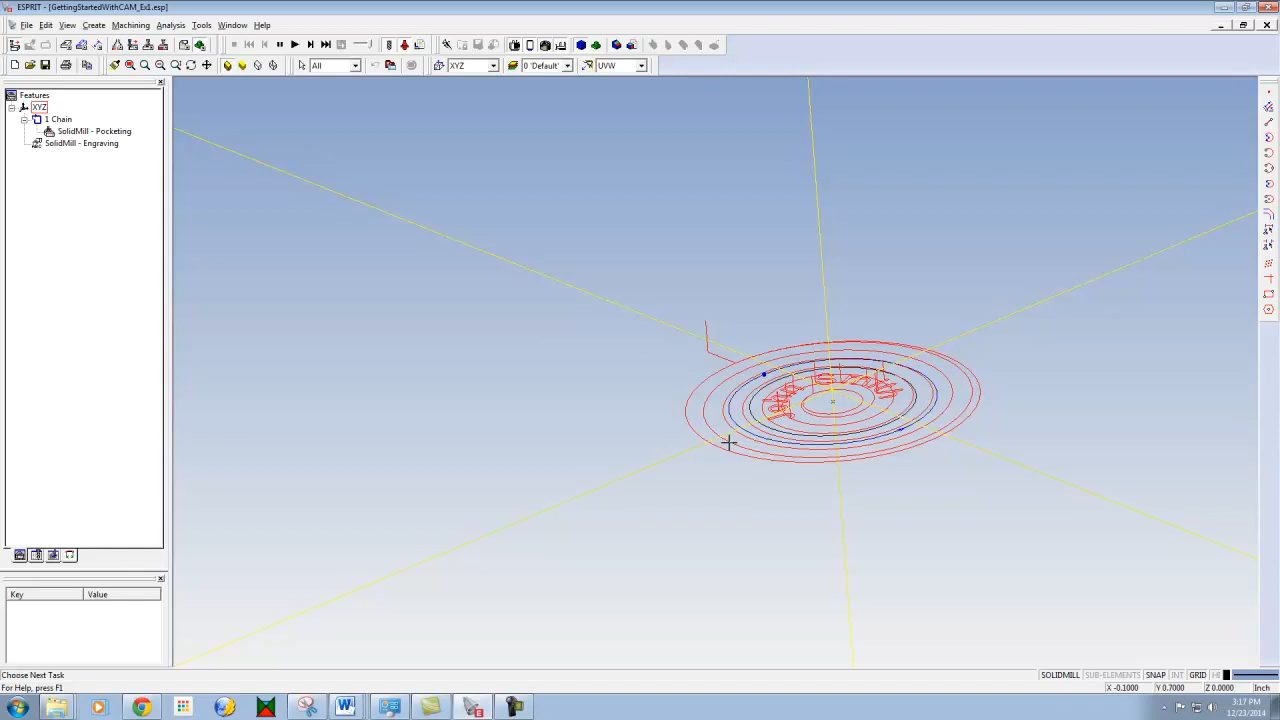 ESPRIT - [GettingStartedWithCAM_Ex1.esp]
File Edit View Create Machining Analysis Tools Window Help
All XYZ 0 'Default' UVW
Features
XYZ
1 Chain
SolidMill - Pocketing
SolidMill - Engraving
Key Value
Choose Next Task
SOLIDMILL SUB-ELEMENTS SNAP INT GRID HI
For Help, press F1
X -0.1000 Y 0.7000 Z 0.0000 Inch
3:17 PM
12/23/2014